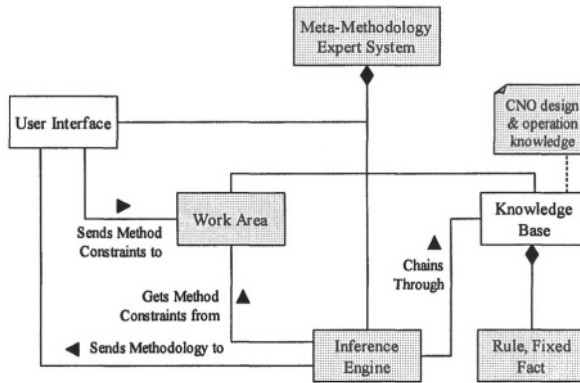 Meta-Methodology
Expert System
CNO design
& operation
knowledge
User Interface
Work Area
Knowledge
Base
Sends Method
Constraints to
Chains
Through
Gets Method
Constraints from
Sends Methodology to
Inference
Engine
Rule, Fixed
Fact